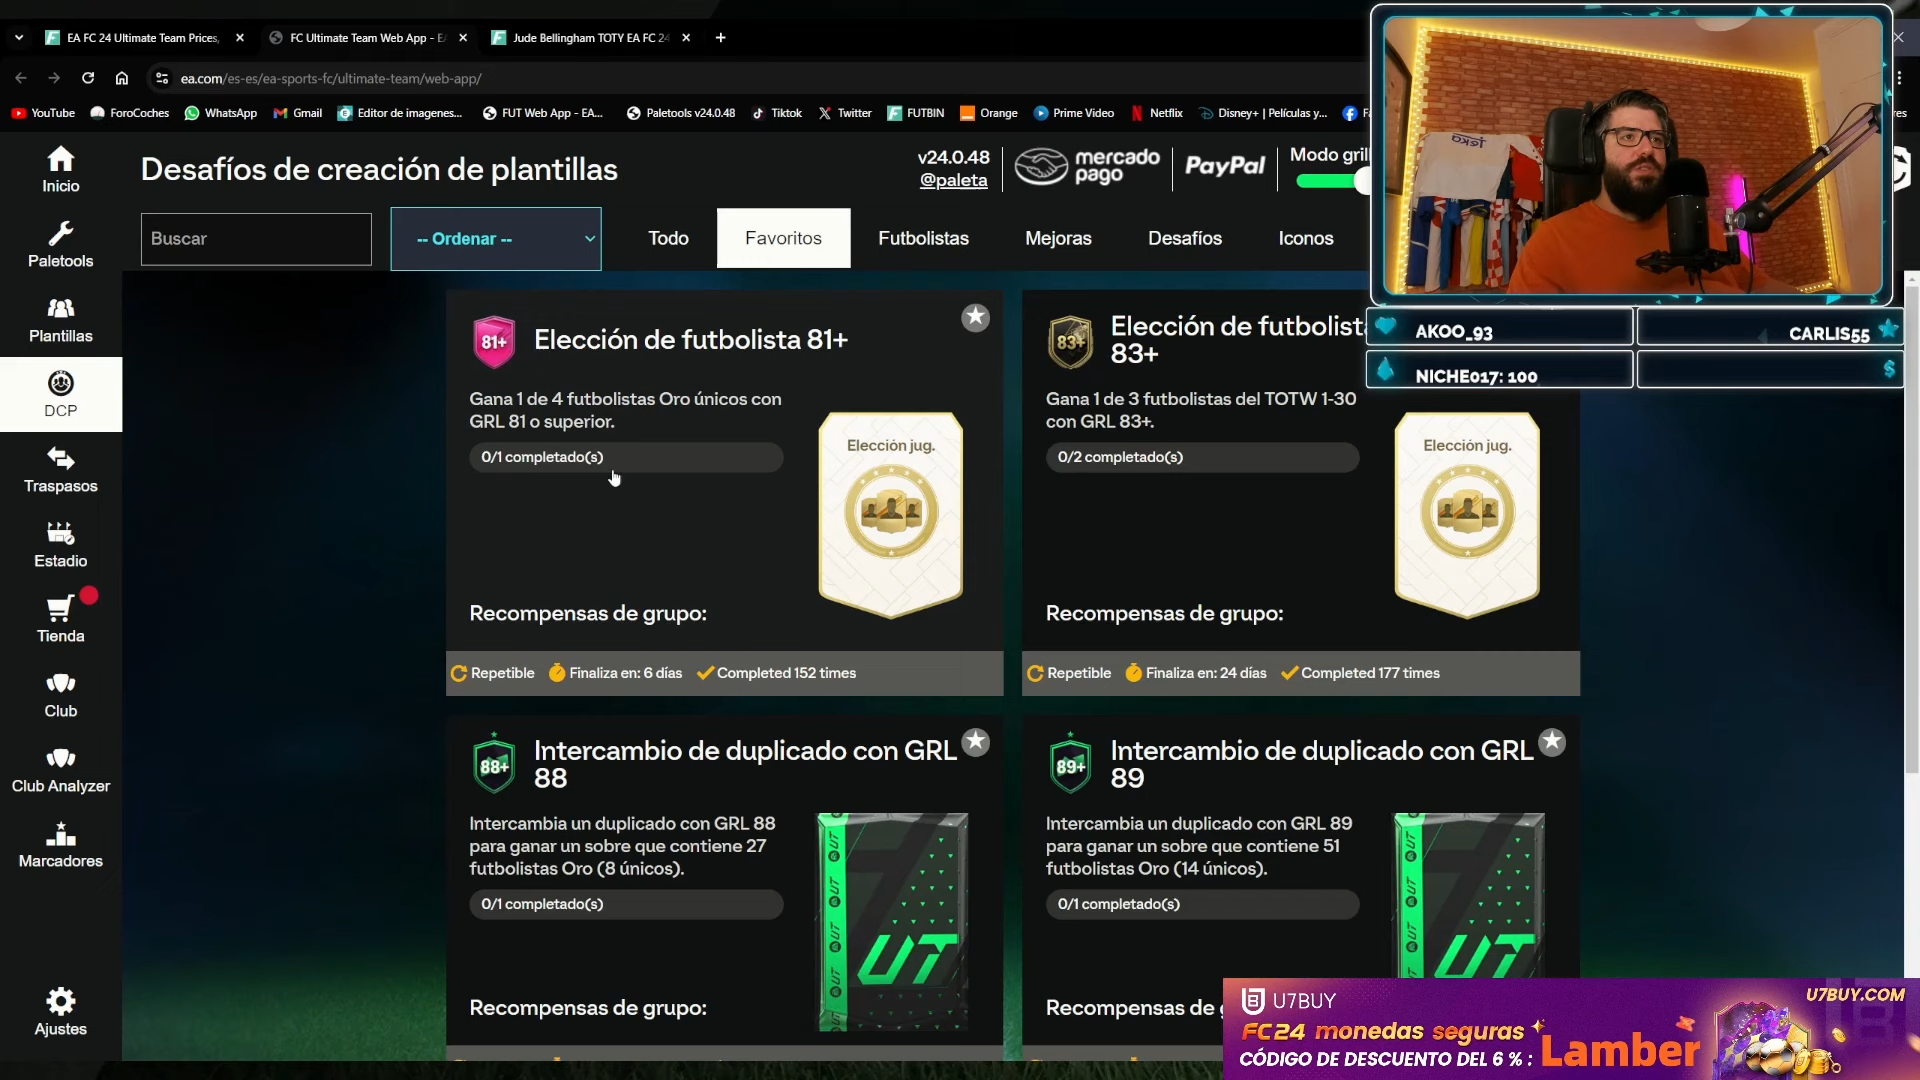 EA FC 24 Ultimate Team Prices,
FC Ultimate Team Web App - E
Jude Bellingham TOTY EA FC 24
ea.com/es-es/ea-sports-fc/ultimate-team/web-app/
YouTube
ForoCoches
WhatsApp
Gmail
Editor de imagenes...
FUT Web App - EA...
Paletools v24.0.48
Tiktok
Twitter
FUTBIN
Orange
Prime Video
Netflix
Disney+ | Películas y...
Inicio
Paletools
Plantillas
DCP
Traspasos
Estadio
Tienda
Club
Club Analyzer
Marcadores
Ajustes
Desafíos de creación de plantillas
v24.0.48
@paleta
mercado
pago
PayPal
Modo gril
Buscar
-- Ordenar --
Todo
Favoritos
Futbolistas
Mejoras
Desafíos
Iconos
81+
Elección de futbolista 81+
Gana 1 de 4 futbolistas Oro únicos con
GRL 81 o superior.
0/1 completado(s)
Elección jug.
Recompensas de grupo:
Repetible
Finaliza en: 6 días
Completed 152 times
83+
Elección de futbolista
83+
Gana 1 de 3 futbolistas del TOTW 1-30
con GRL 83+.
0/2 completado(s)
Elección jug.
Recompensas de grupo:
Repetible
Finaliza en: 24 días
Completed 177 times
88+
Intercambio de duplicado con GRL
88
Intercambia un duplicado con GRL 88
para ganar un sobre que contiene 27
futbolistas Oro (8 únicos).
0/1 completado(s)
UT
Recompensas de grupo:
89+
Intercambio de duplicado con GRL
89
Intercambia un duplicado con GRL 89
para ganar un sobre que contiene 51
futbolistas Oro (14 únicos).
0/1 completado(s)
UT
Recompensas de g
AKOO_93
CARLIS55
NICHE017: 100
$
U7BUY
U7BUY.COM
FC24 monedas seguras
CÓDIGO DE DESCUENTO DEL 6 % : Lamber